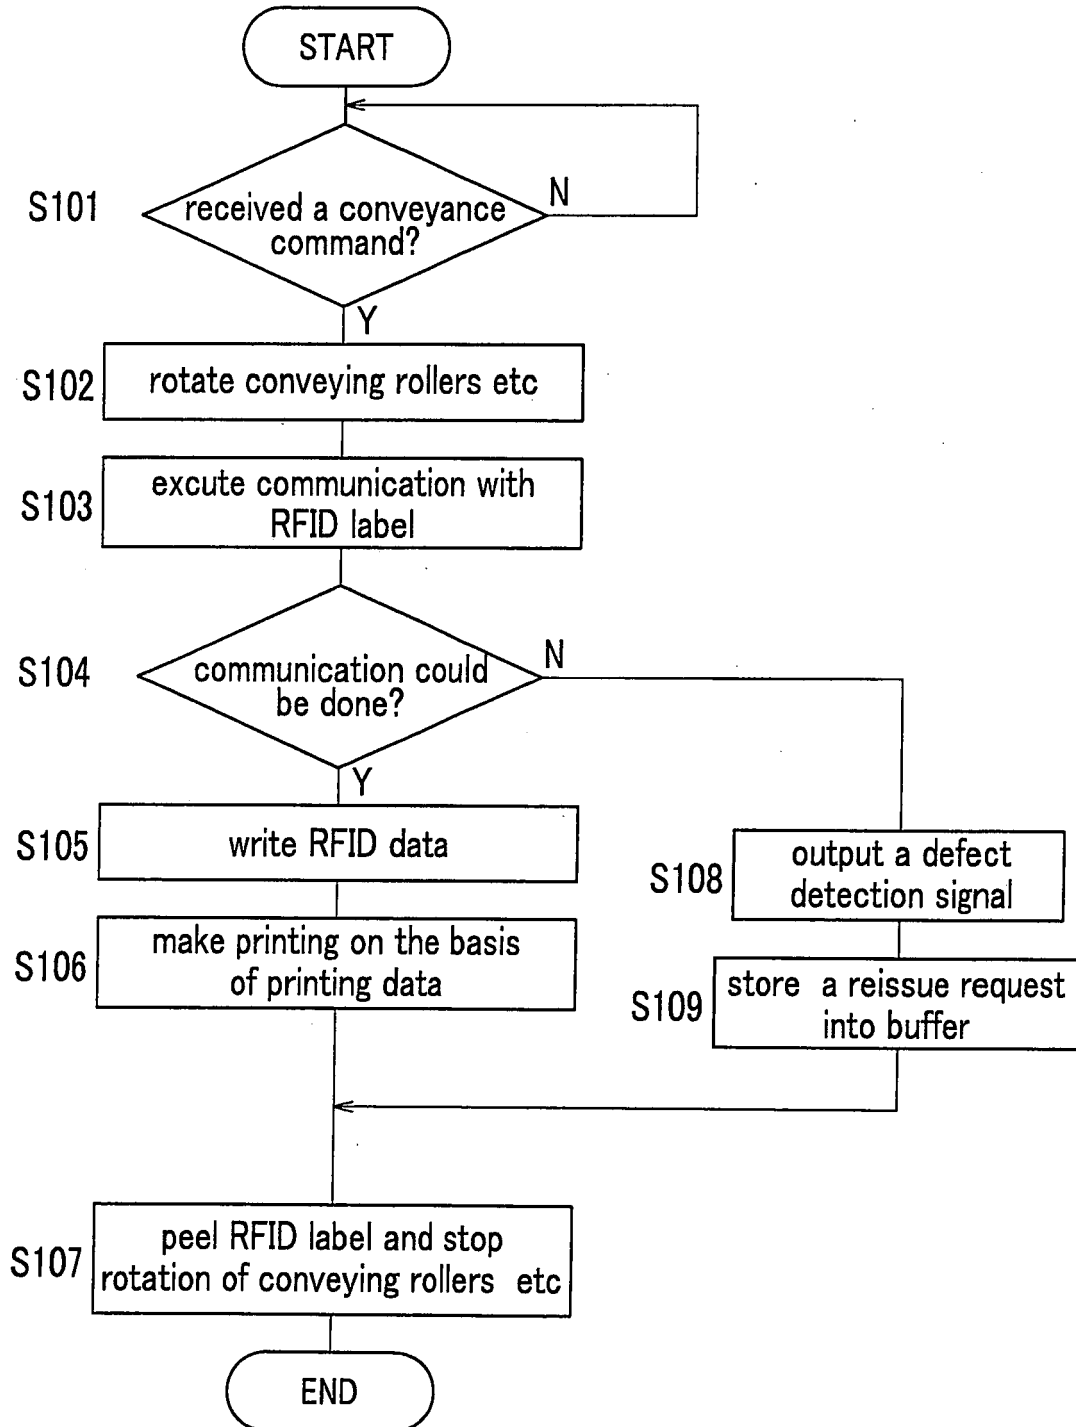 START
S101
received a conveyance
command?
N
Y
S102
rotate conveying rollers etc
S103
excute communication with
RFID label
S104
communication could
be done?
N
Y
S105
write RFID data
S106
make printing on the basis
of printing data
S108
output a defect
detection signal
S109
store a reissue request
into buffer
S107
peel RFID label and stop
rotation of conveying rollers etc
END